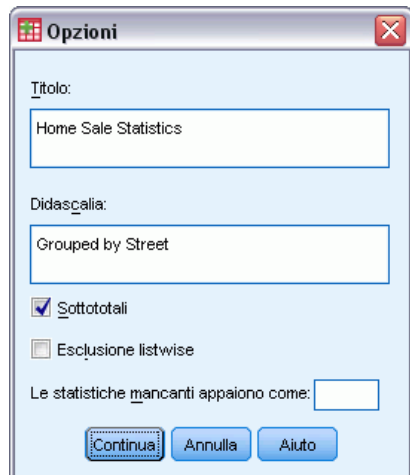 Opzioni
Titolo:
Home Sale Statistics
Didascalia:
Grouped by Street
Sottototali
Esclusione listwise
Le statistiche mancanti appaiono come:
Continua Annulla Aiuto